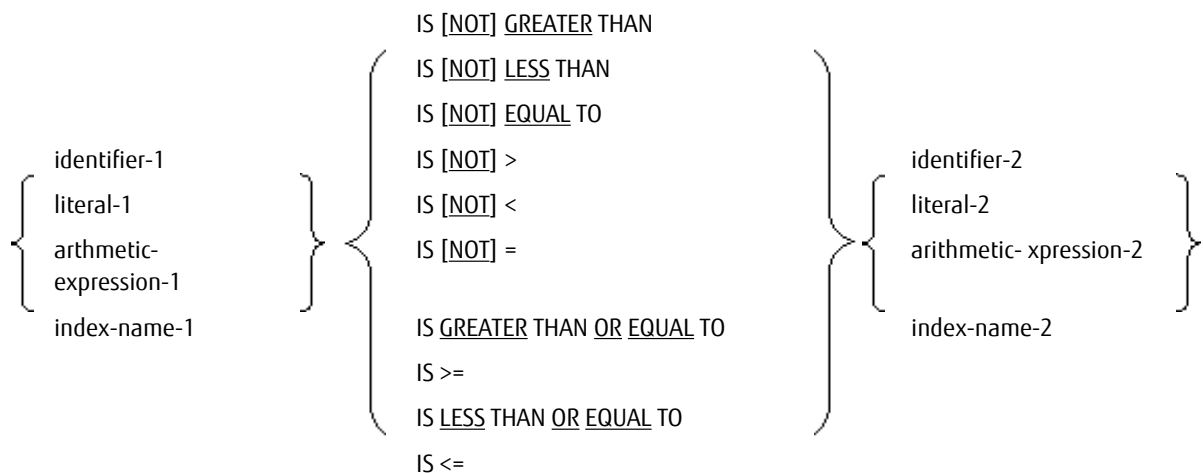 IS [NOT] GREATER THAN
IS [NOT] LESS THAN
IS [NOT] EQUAL TO
identifier-1
IS [NOT] >
identifier-2
literal-1
IS [NOT] <
literal-2
arthmetic-
expression-1
IS [NOT] =
arithmetic- xpression-2
index-name-1
IS GREATER THAN OR EQUAL TO
index-name-2
IS >=
IS LESS THAN OR EQUAL TO
IS <=